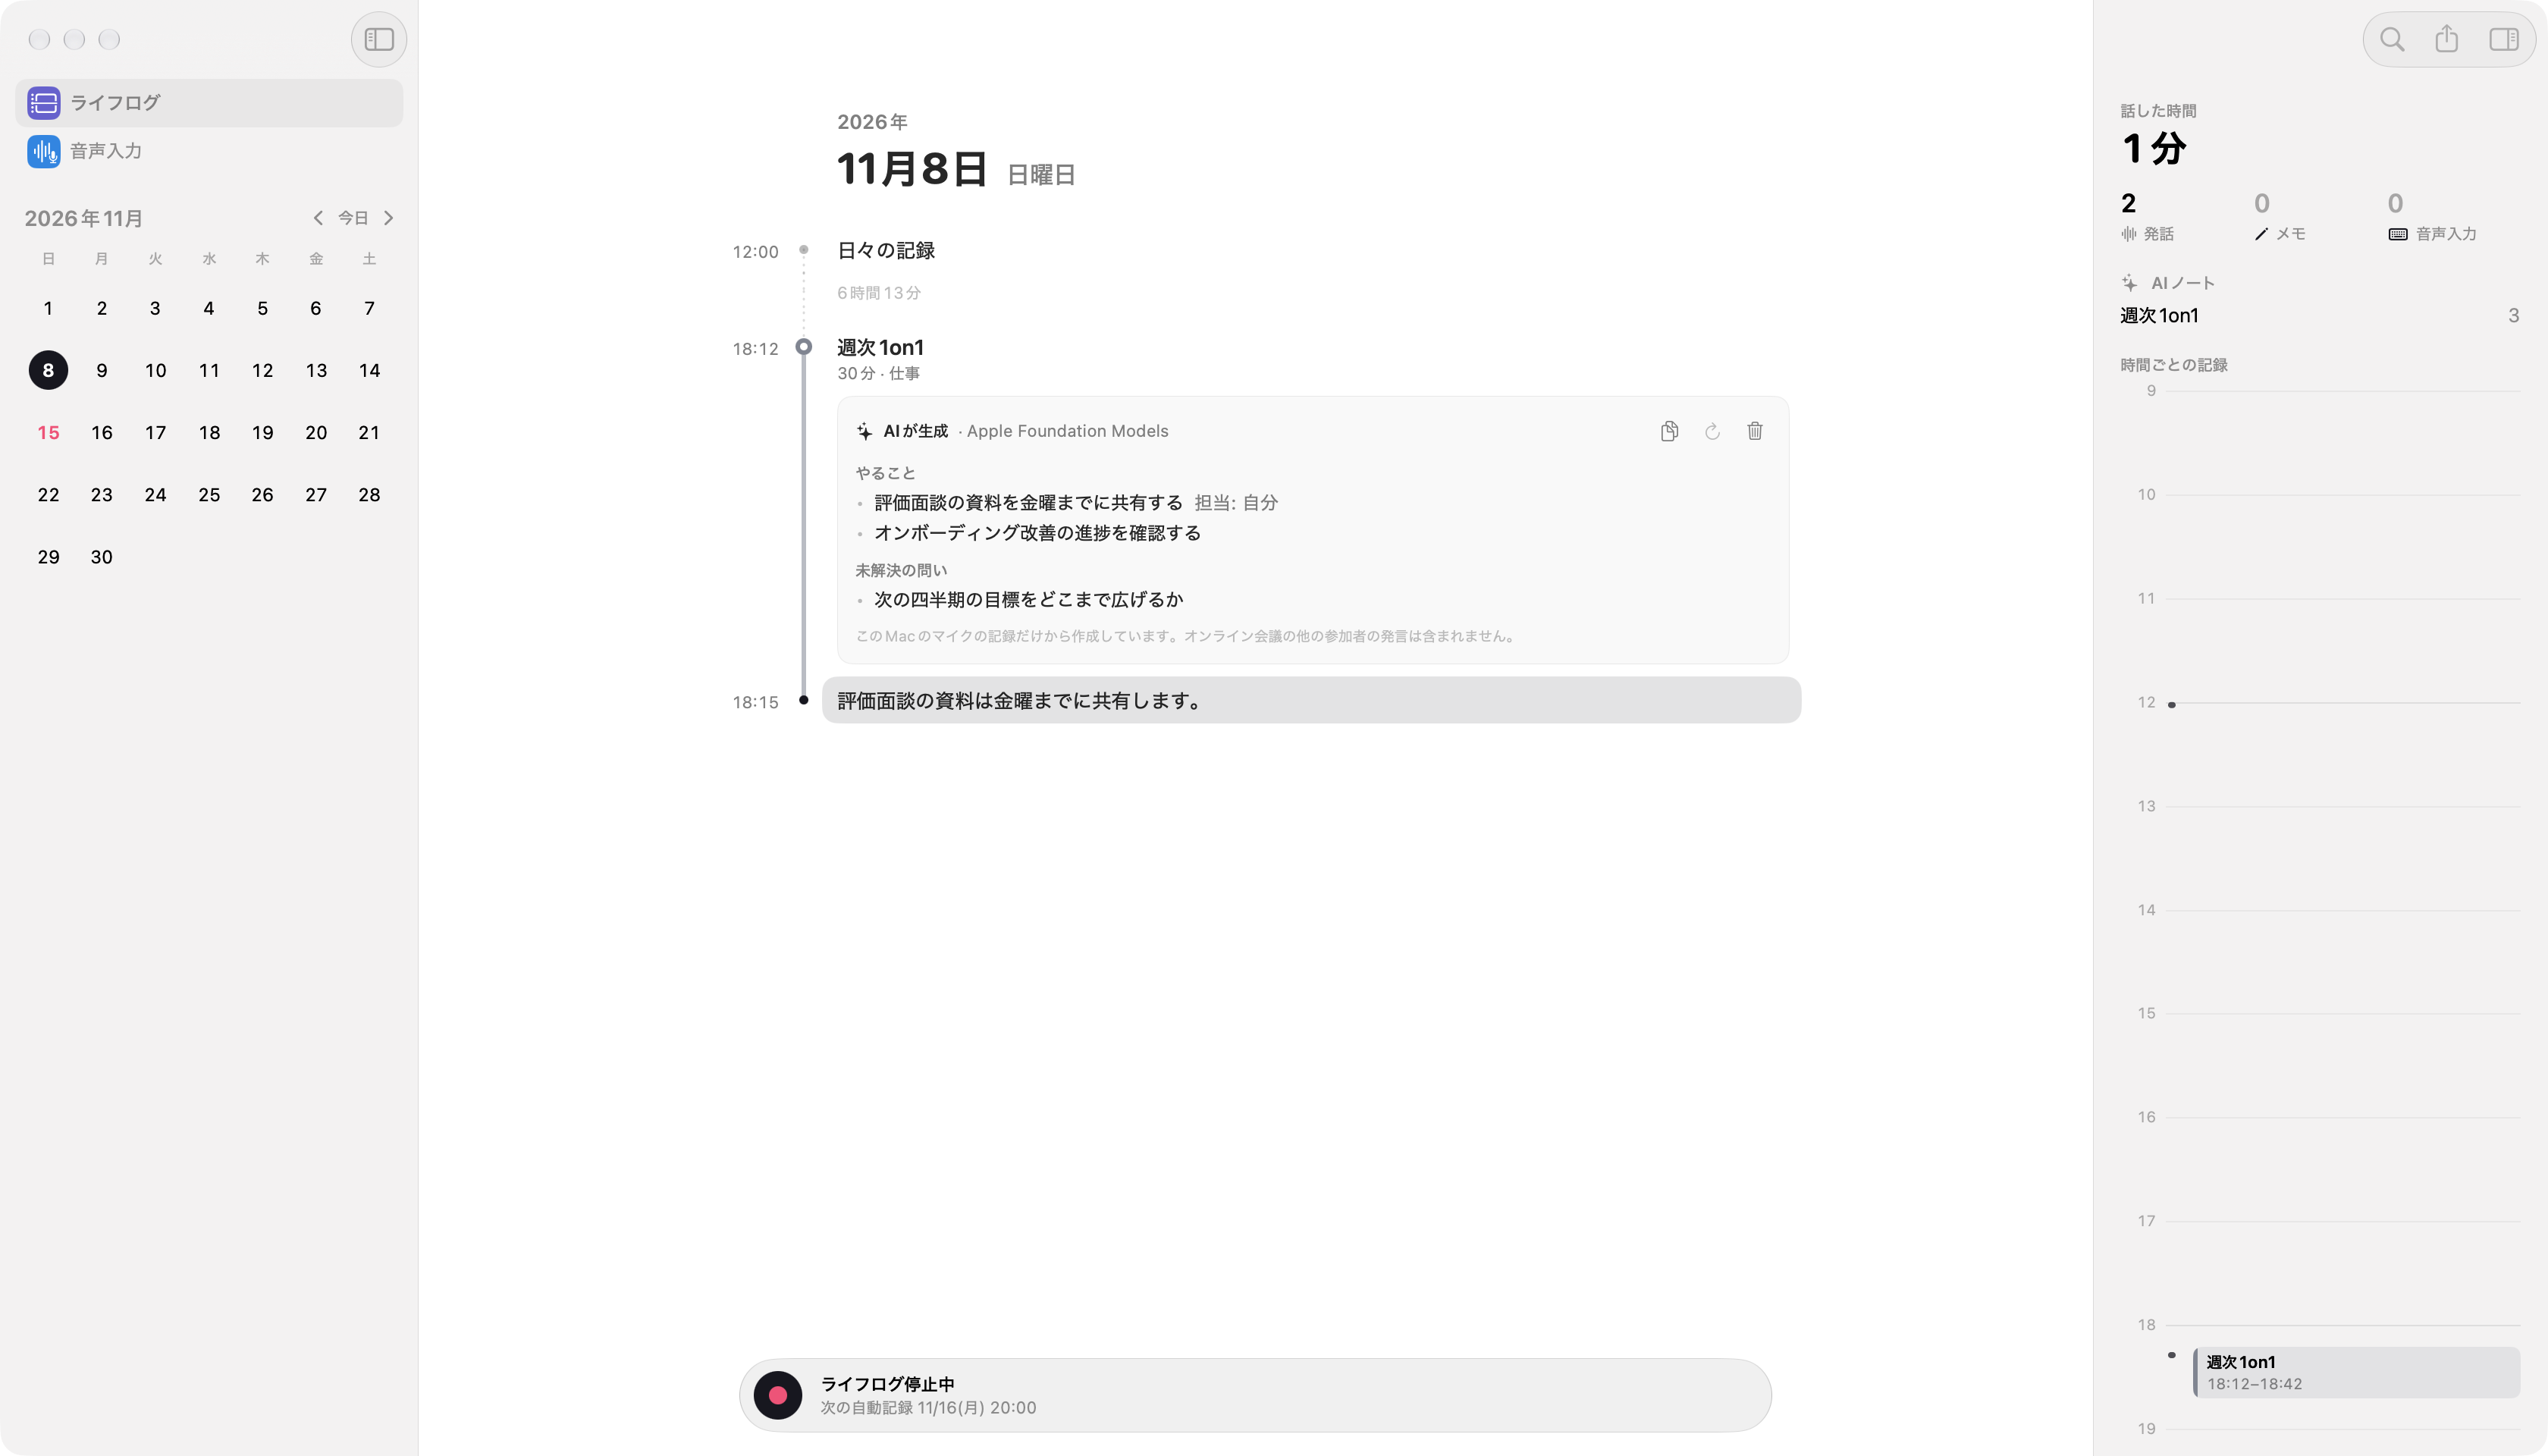 ライフログ
音声入力
2026年11月
今日
日 月 火 水 木 金 土
1 2 3 4 5 6 7
8 9 10 11 12 13 14
15 16 17 18 19 20 21
22 23 24 25 26 27 28
29 30
2026年
11月8日 日曜日
12:00 日々の記録
6時間13分
18:12 週次1on1
30分 · 仕事
AIが生成 · Apple Foundation Models
やること
• 評価面談の資料を金曜までに共有する 担当: 自分
• オンボーディング改善の進捗を確認する
未解決の問い
• 次の四半期の目標をどこまで広げるか
このMacのマイクの記録だけから作成しています。オンライン会議の他の参加者の発言は含まれません。
18:15 評価面談の資料は金曜までに共有します。
ライフログ停止中
次の自動記録 11/16(月) 20:00
話した時間
1分
2 0 0
発話 メモ 音声入力
AIノート
週次1on1 3
時間ごとの記録
9
10
11
12
13
14
15
16
17
18
週次1on1
18:12–18:42
19